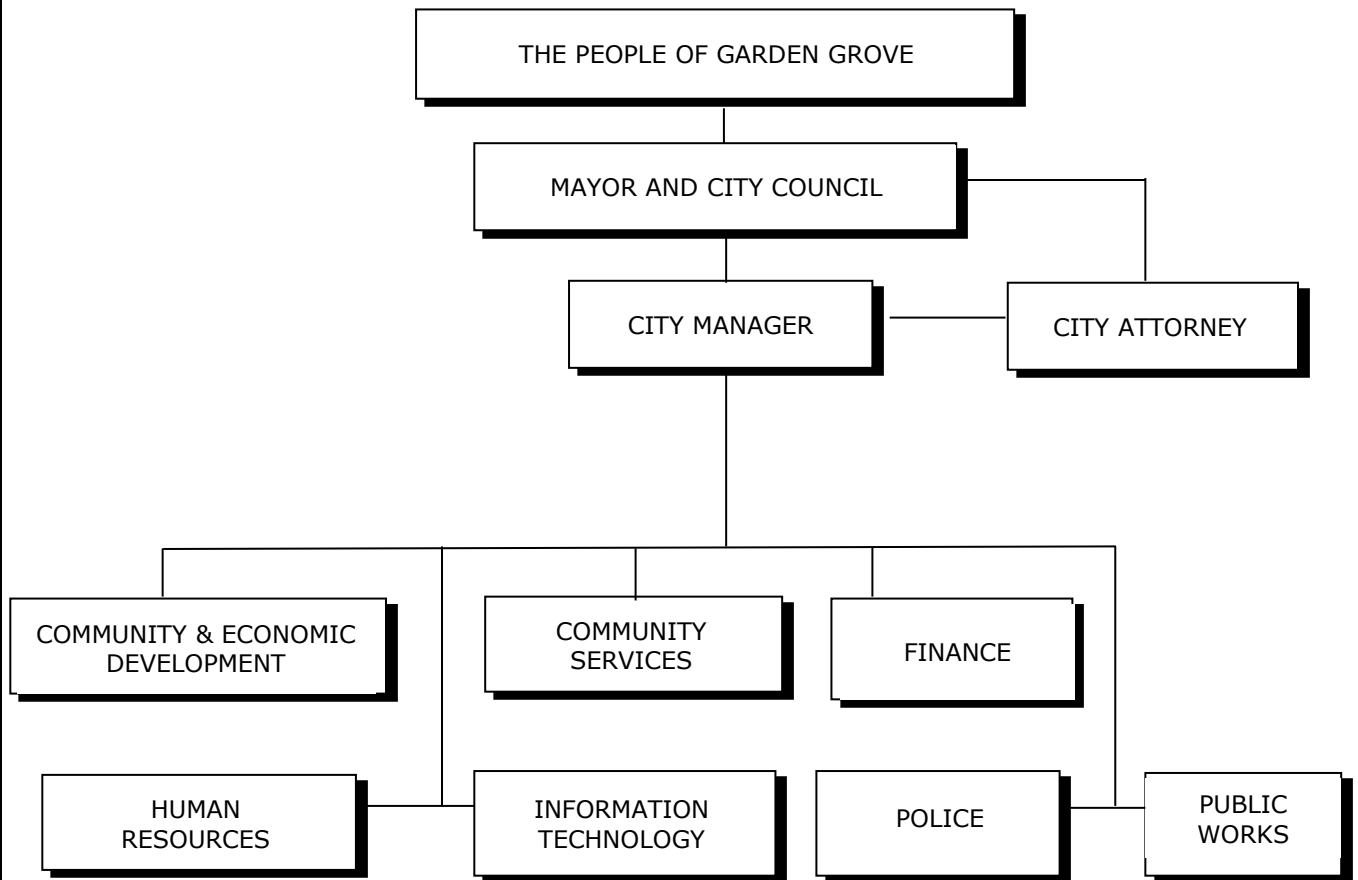 THE PEOPLE OF GARDEN GROVE
MAYOR AND CITY COUNCIL
CITY MANAGER
CITY ATTORNEY
COMMUNITY & ECONOMIC
DEVELOPMENT
COMMUNITY
SERVICES
FINANCE
HUMAN
RESOURCES
INFORMATION
TECHNOLOGY
POLICE
PUBLIC
WORKS